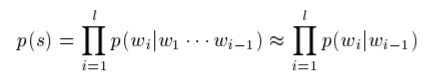 p(s) = ∏_{i=1}^{l} p(w_i|w_1 ⋯ w_{i−1}) ≈ ∏_{i=1}^{l} p(w_i|w_{i−1})